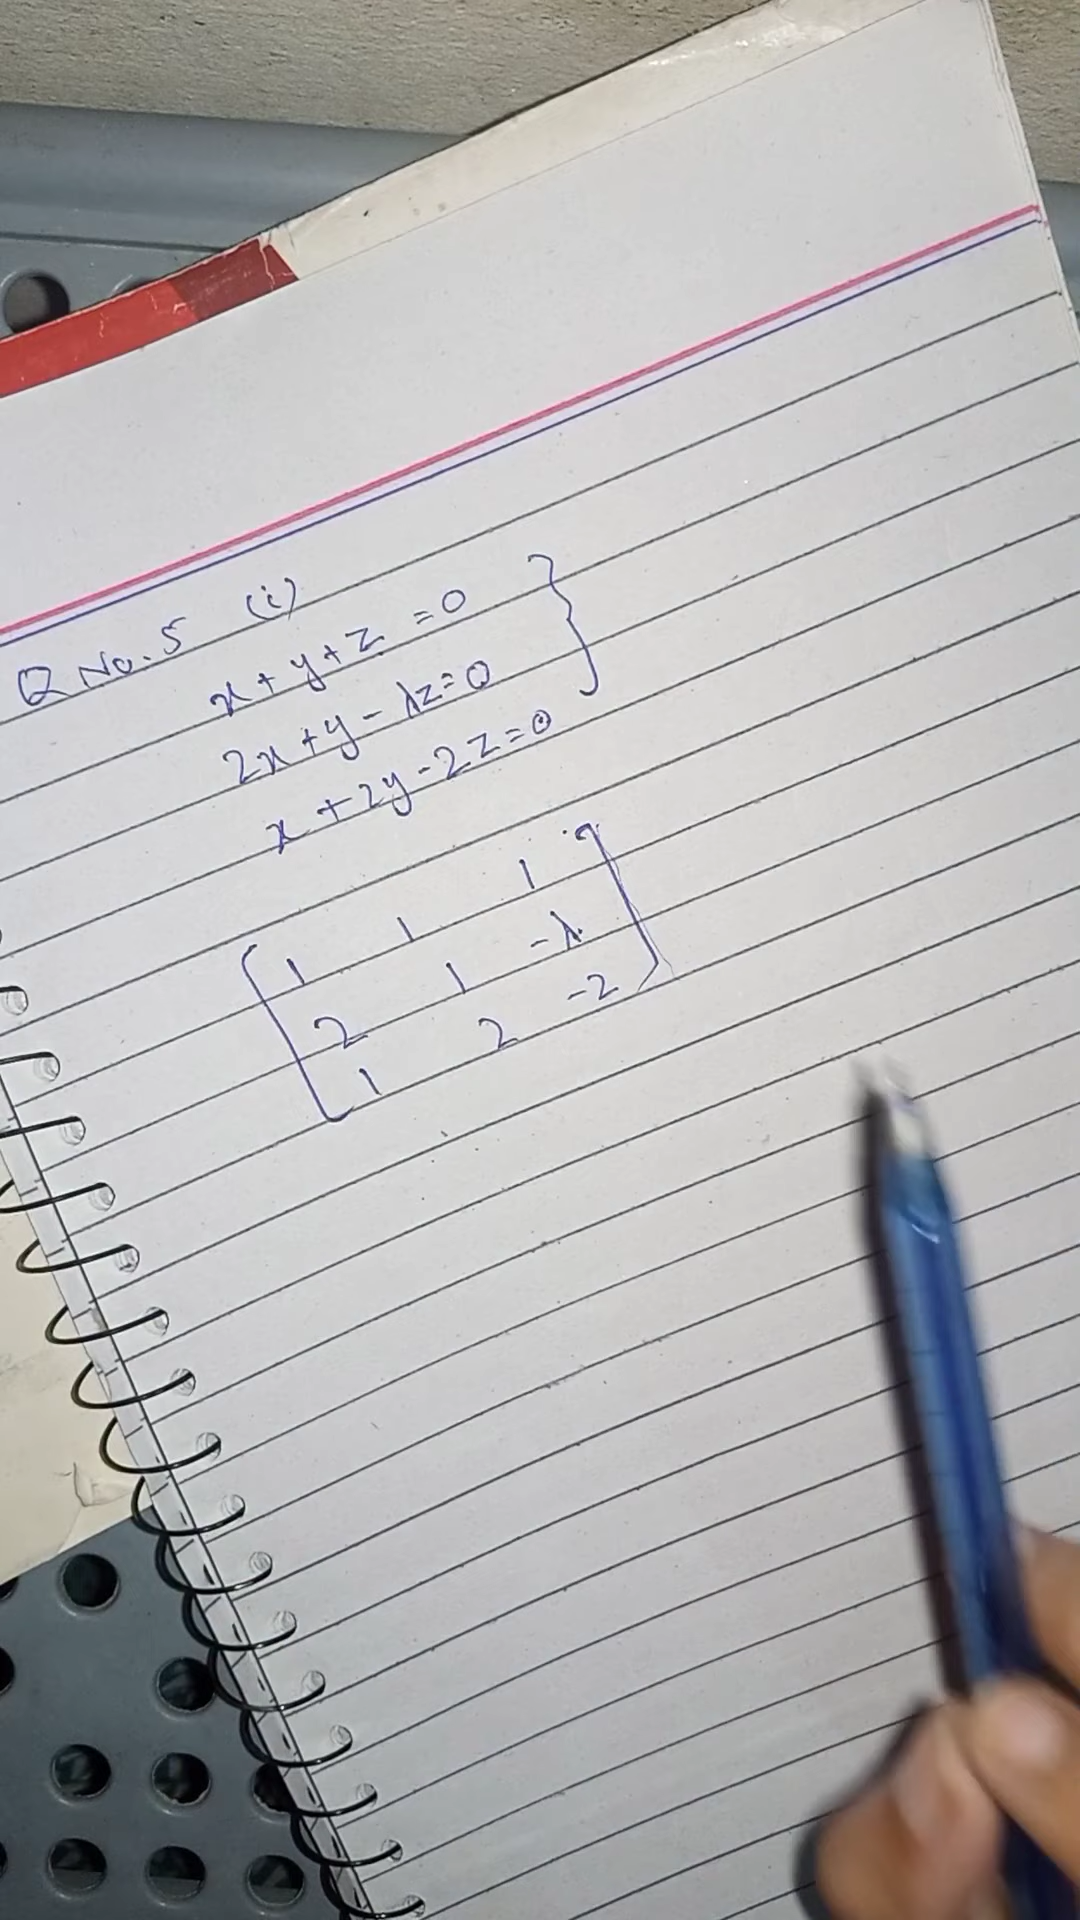 Q No. 5 (i)
x + y + z = 0
2x + y - λz = 0
x + 2y - 2z = 0
1 1 1
2 1 -λ
1 2 -2